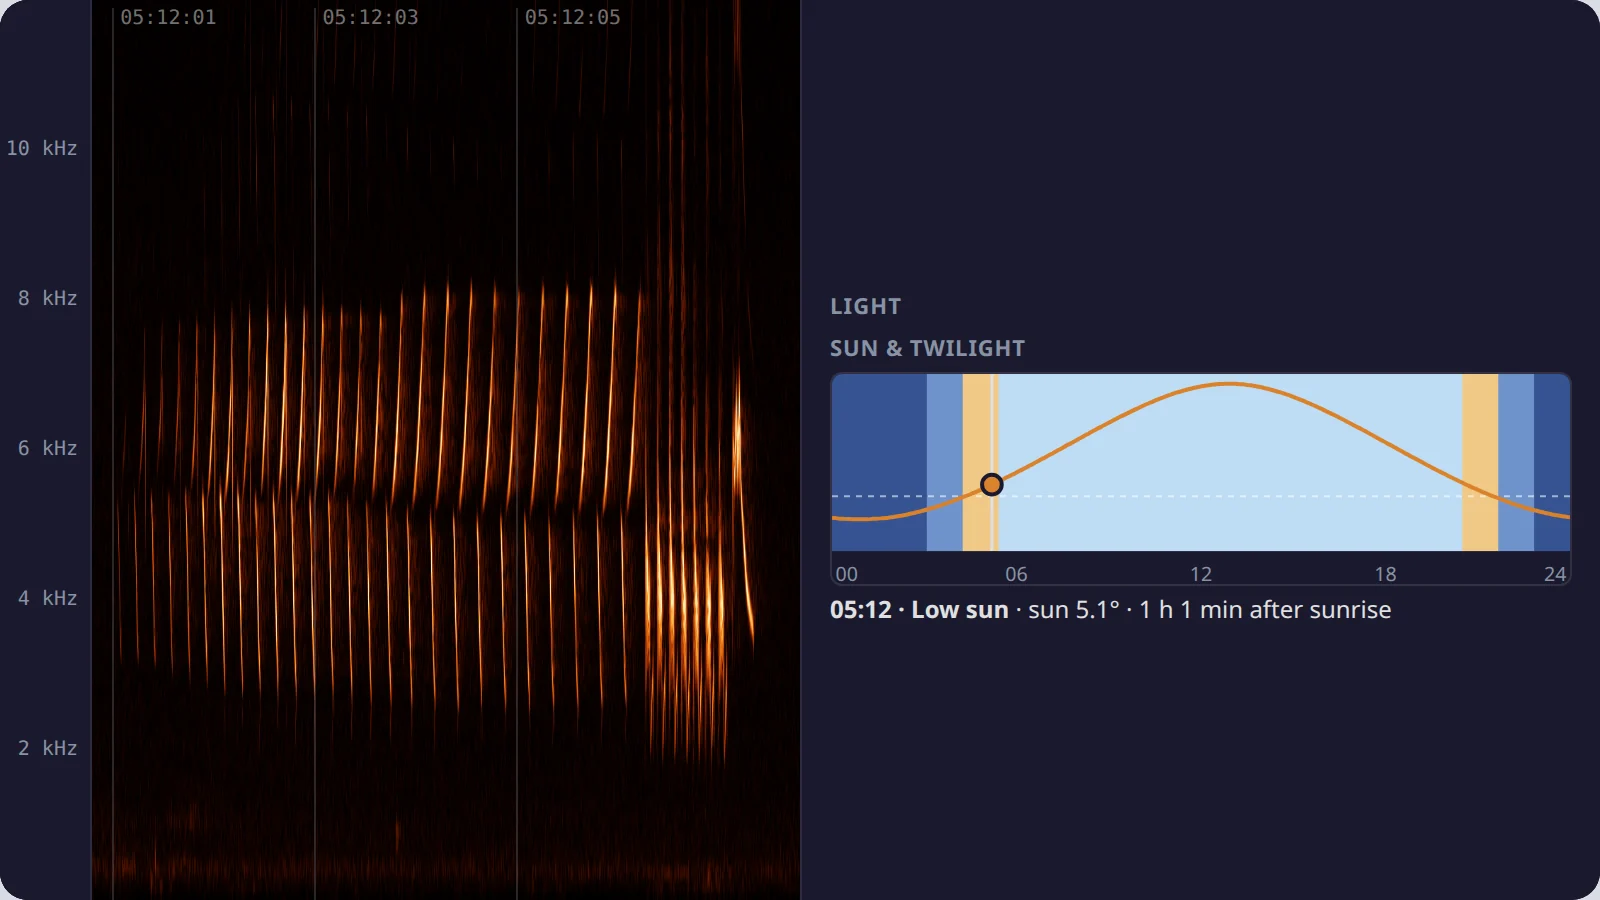 05:12:01 05:12:03 05:12:05
10 kHz
8 kHz
6 kHz
4 kHz
2 kHz
LIGHT
SUN & TWILIGHT
00 06 12 18 24
05:12 · Low sun · sun 5.1° · 1 h 1 min after sunrise